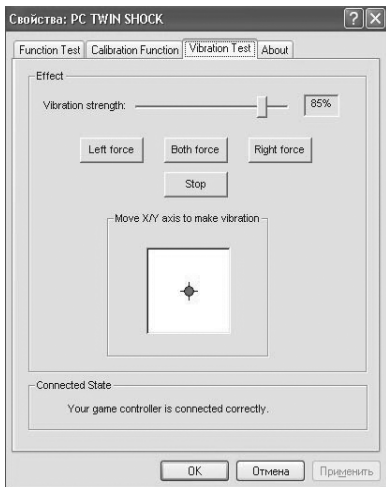 Свойства: PC TWIN SHOCK
Function Test Calibration Function Vibration Test About
Effect
Vibration strength: 85%
Left force Both force Right force
Stop
Move X/Y axis to make vibration
Connected State
Your game controller is connected correctly.
OK Отмена Применить